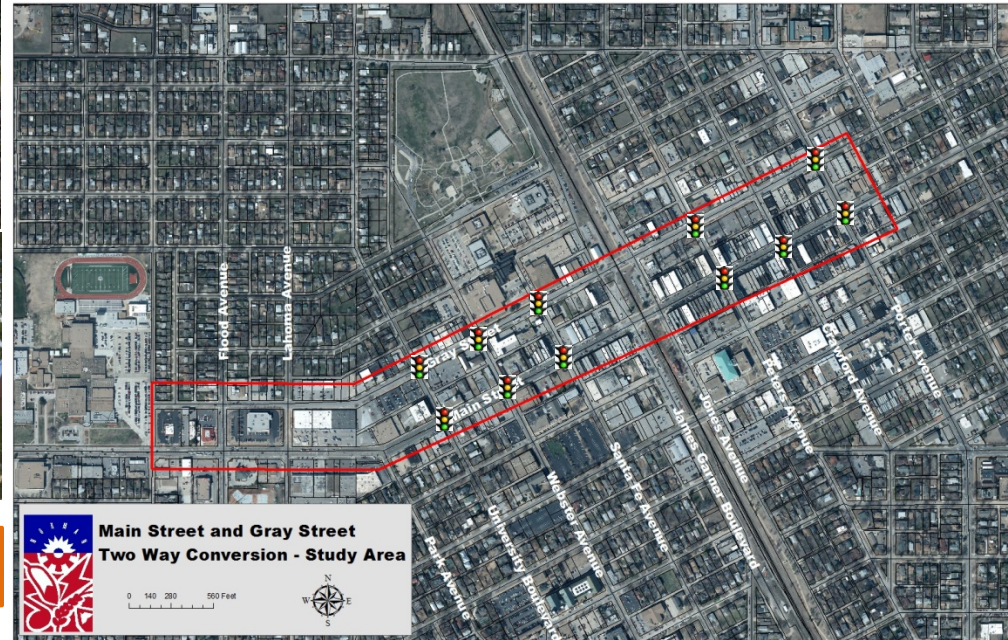 Flood Avenue
Lahoma Avenue
Gray Street
Main Street
Park Avenue
University Boulevard
Webster Avenue
Santa Fe Avenue
James Garner Boulevard
Jones Avenue
Peters Avenue
Crawford Avenue
Porter Avenue
NORMAN
Main Street and Gray Street
Two Way Conversion - Study Area
0 140 280 560 Feet
N
W E
S